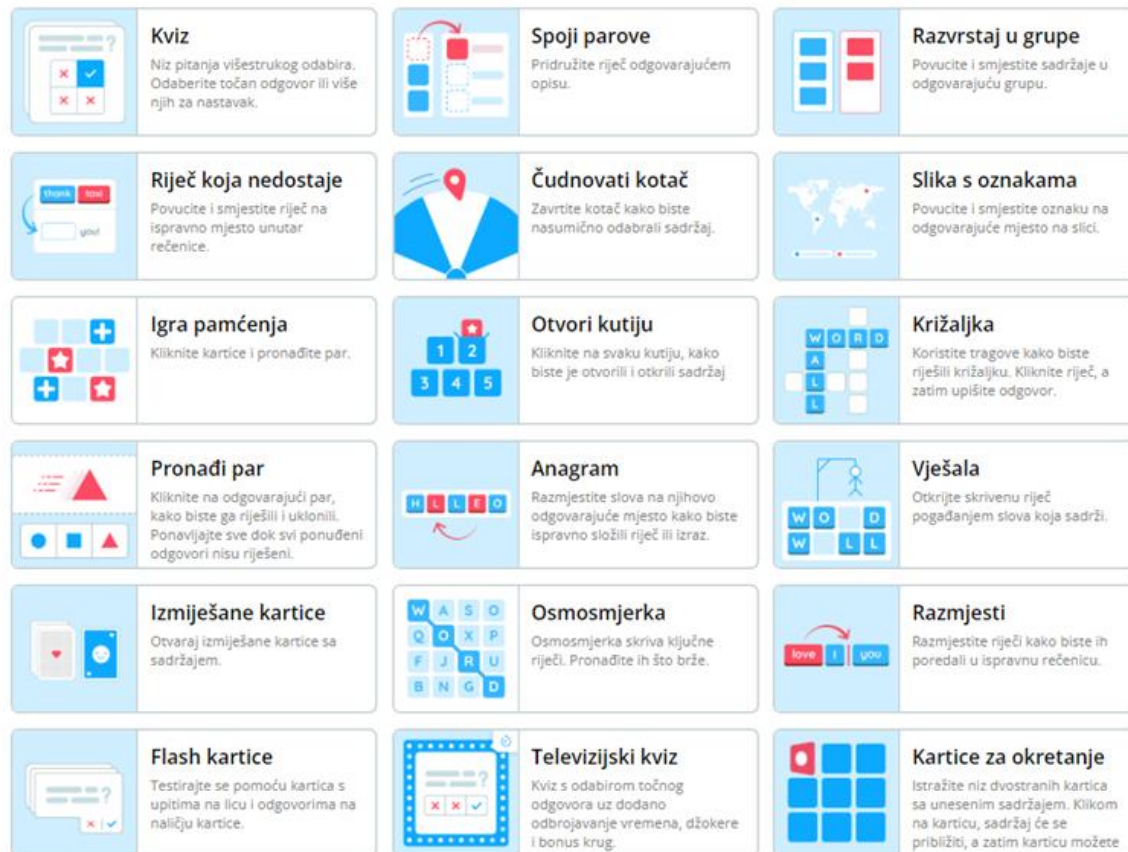 Kviz
Niz pitanja višestrukog odabira.
Odaberite točan odgovor ili više
njih za nastavak.
Spoji parove
Pridružite riječ odgovarajućem
opisu.
Razvrstaj u grupe
Povucite i smjestite sadržaje u
odgovarajuću grupu.
thank taxi
you!
Riječ koja nedostaje
Povucite i smjestite riječ na
ispravno mjesto unutar
rečenice.
Čudnovati kotač
Zavrtite kotač kako biste
nasumično odabrali sadržaj.
Slika s oznakama
Povucite i smjestite oznaku na
odgovarajuće mjesto na slici.
Igra pamćenja
Kliknite kartice i pronađite par.
1 2
3 4 5
Otvori kutiju
Kliknite na svaku kutiju, kako
biste je otvorili i otkrili sadržaj
W O R D
A
L
L
Križaljka
Koristite tragove kako biste
riješili križaljku. Kliknite riječ, a
zatim upišite odgovor.
Pronađi par
Kliknite na odgovarajući par,
kako biste ga riješili i uklonili.
Ponavljajte sve dok svi ponuđeni
odgovori nisu riješeni.
H L L E O
Anagram
Razmjestite slova na njihovo
odgovarajuće mjesto kako biste
ispravno složili riječ ili izraz.
W O D
W L L
Vješala
Otkrijte skrivenu riječ
pogađanjem slova koja sadrži.
Izmiješane kartice
Otvaraj izmiješane kartice sa
sadržajem.
W A S O
Q O X P
F J R U
B N G D
Osmosmjerka
Osmosmjerka skriva ključne
riječi. Pronađite ih što brže.
love I you
Razmjesti
Razmjestite riječi kako biste ih
poredali u ispravnu rečenicu.
?
Flash kartice
Testirajte se pomoću kartica s
upitima na licu i odgovorima na
naličju kartice.
?
Televizijski kviz
Kviz s odabirom točnog
odgovora uz dodano
odbrojavanje vremena, džokere
i bonus krug.
Kartice za okretanje
Istražite niz dvostranih kartica
sa unesenim sadržajem. Klikom
na karticu, sadržaj će se
približiti, a zatim karticu možete